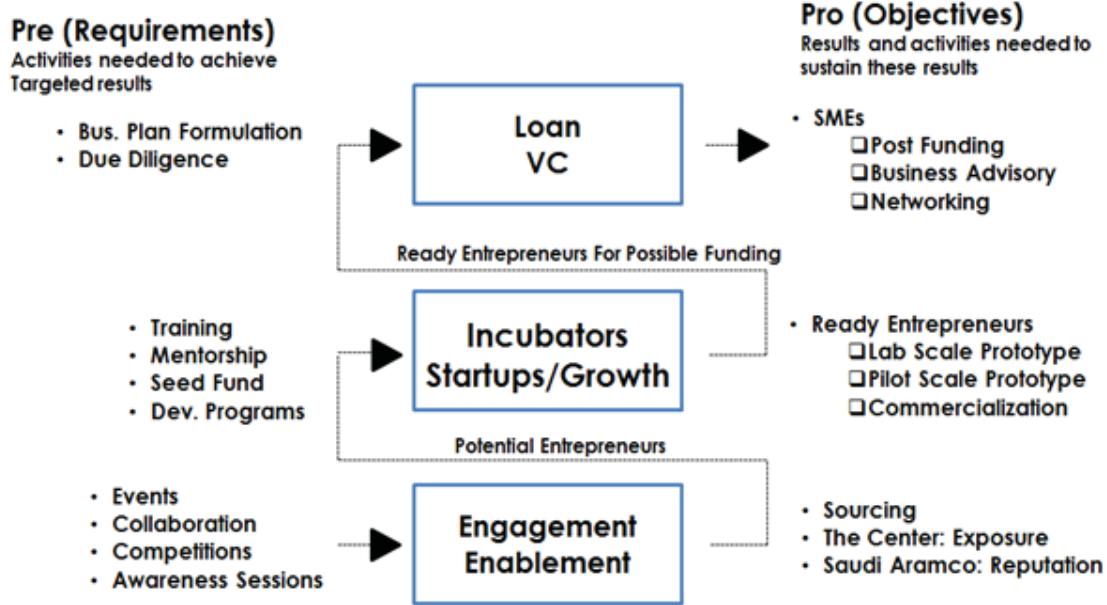 Pre (Requirements)
Activities needed to achieve
Targeted results
Pro (Objectives)
Results and activities needed to
sustain these results
• Bus. Plan Formulation
• Due Diligence
Loan
VC
• SMEs
❑Post Funding
❑Business Advisory
❑Networking
Ready Entrepreneurs For Possible Funding
• Training
• Mentorship
• Seed Fund
• Dev. Programs
Incubators
Startups/Growth
• Ready Entrepreneurs
❑Lab Scale Prototype
❑Pilot Scale Prototype
❑Commercialization
Potential Entrepreneurs
• Events
• Collaboration
• Competitions
• Awareness Sessions
Engagement
Enablement
• Sourcing
• The Center: Exposure
• Saudi Aramco: Reputation